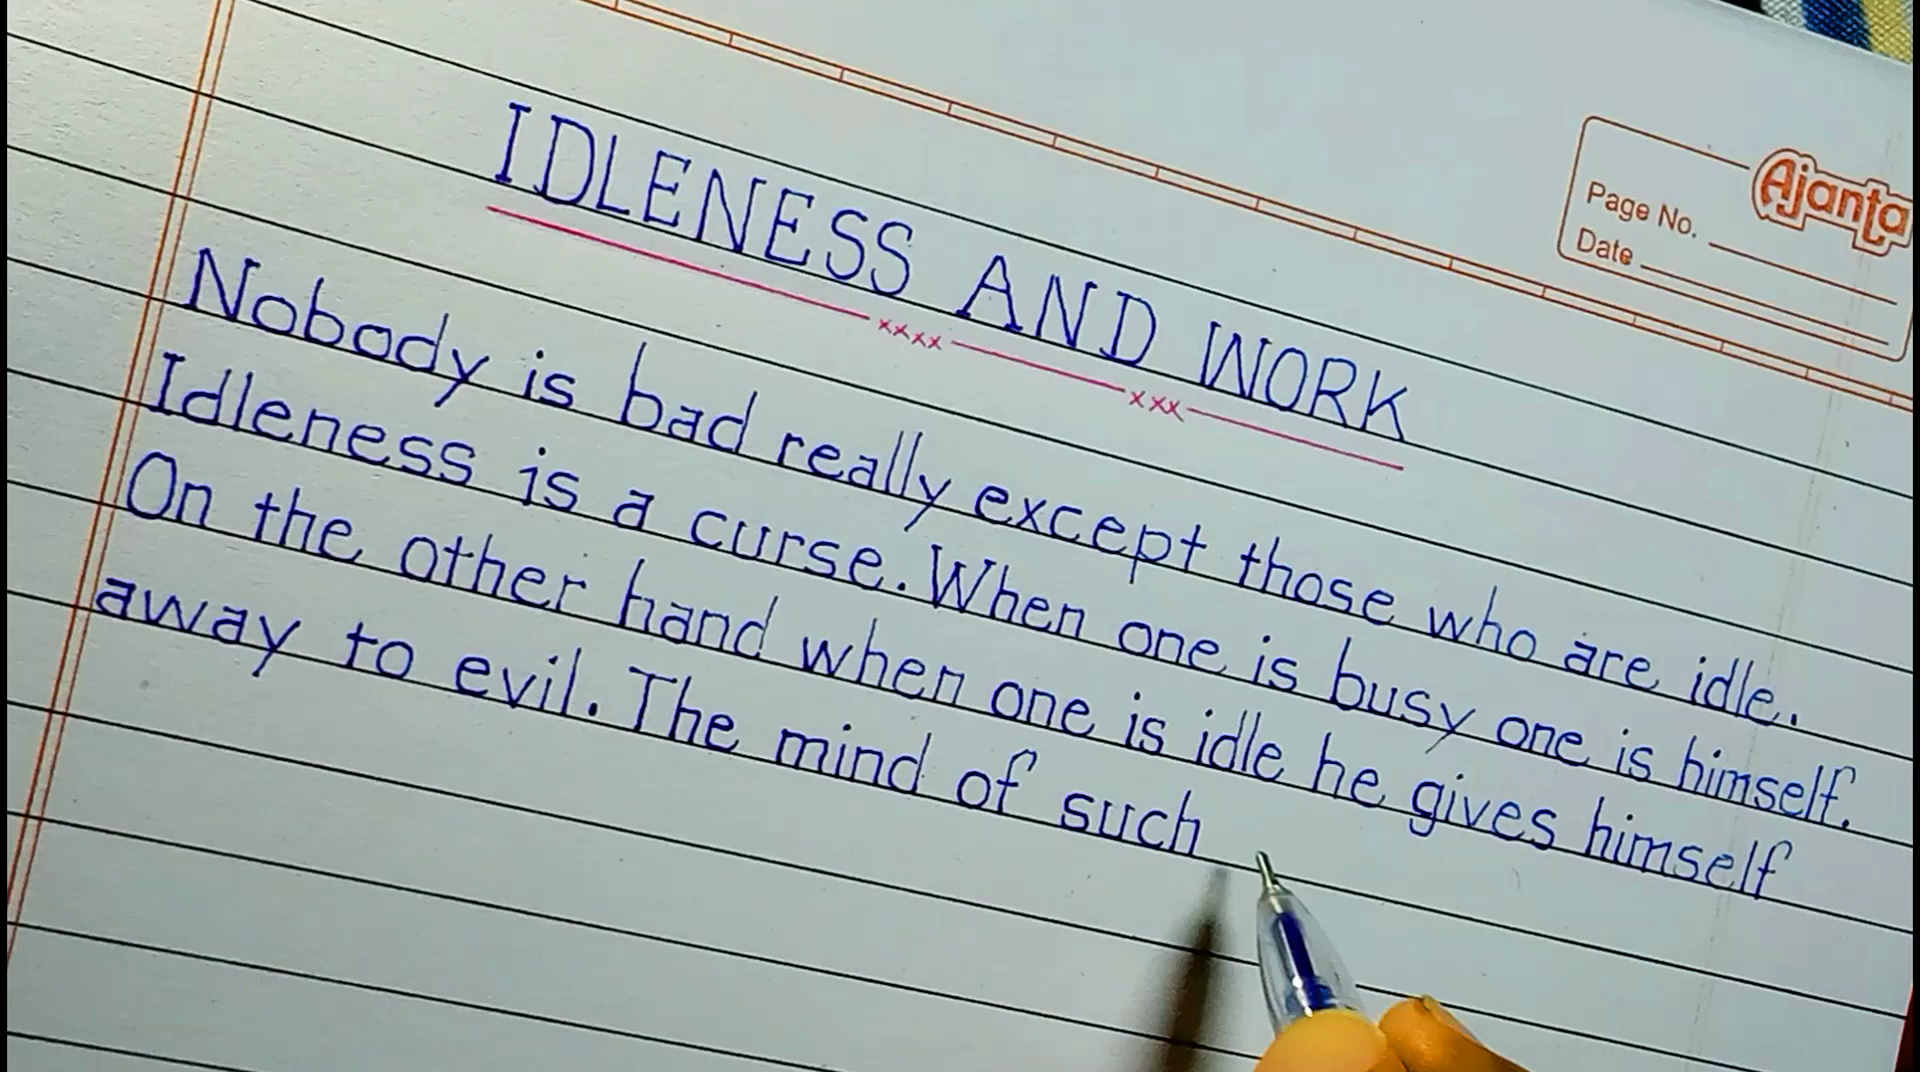 Ajanta
Page No.
Date
IDLENESS AND WORK
xxxx xxx
Nobody is bad really except those who are idle.
Idleness is a curse. When one is busy one is himself.
On the other hand when one is idle he gives himself
away to evil. The mind of such